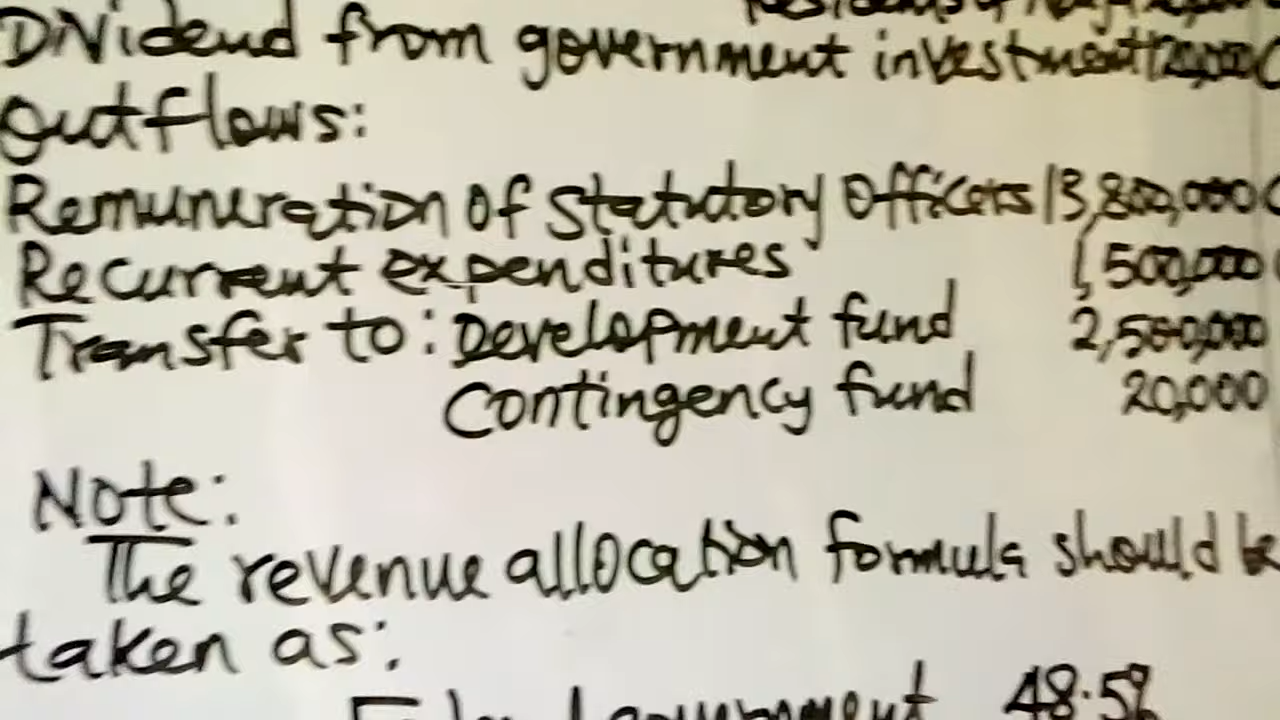 Dividend from government investment
Outflows:
Remuneration of Statutory Officers 13,800,000
Recurrent expenditures 1,500,000
Transfer to: Development fund 2,500,000
Contingency fund 20,000
Note:
The revenue allocation formula should be
taken as:
government 48.5%